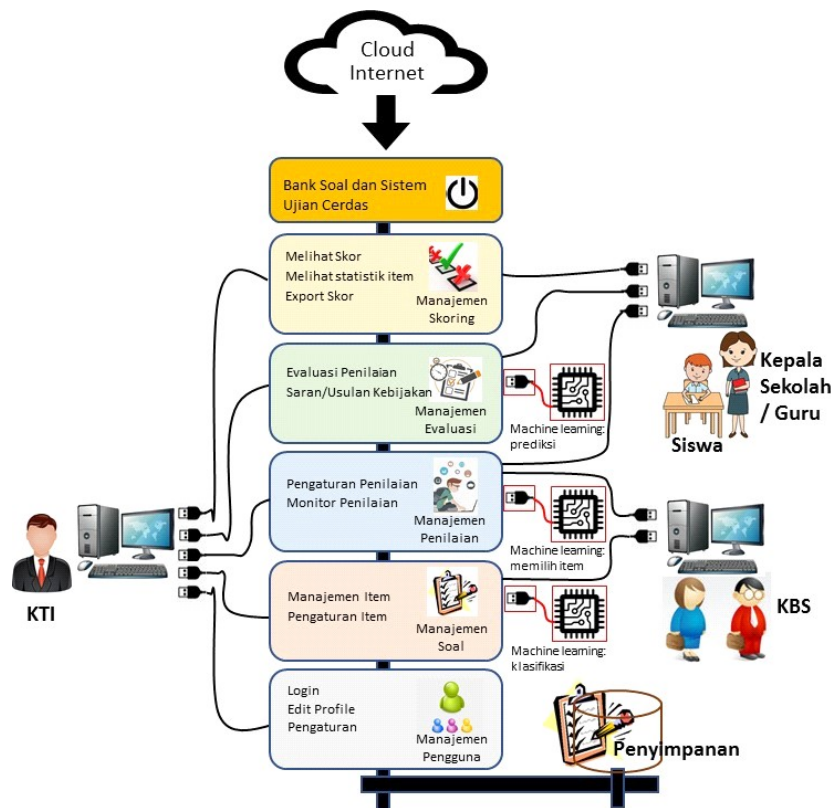 Cloud
Internet
Bank Soal dan Sistem
Ujian Cerdas
Melihat Skor
Melihat statistik item
Export Skor
Manajemen
Skoring
Evaluasi Penilaian
Saran/Usulan Kebijakan
Manajemen
Evaluasi
Machine learning:
prediksi
Kepala
Sekolah
/ Guru
Siswa
Pengaturan Penilaian
Monitor Penilaian
Manajemen
Penilaian
Machine learning:
memilih item
KTI
Manajemen Item
Pengaturan Item
Manajemen
Soal
Machine learning:
klasifikasi
KBS
Login
Edit Profile
Pengaturan
Manajemen
Pengguna
Penyimpanan